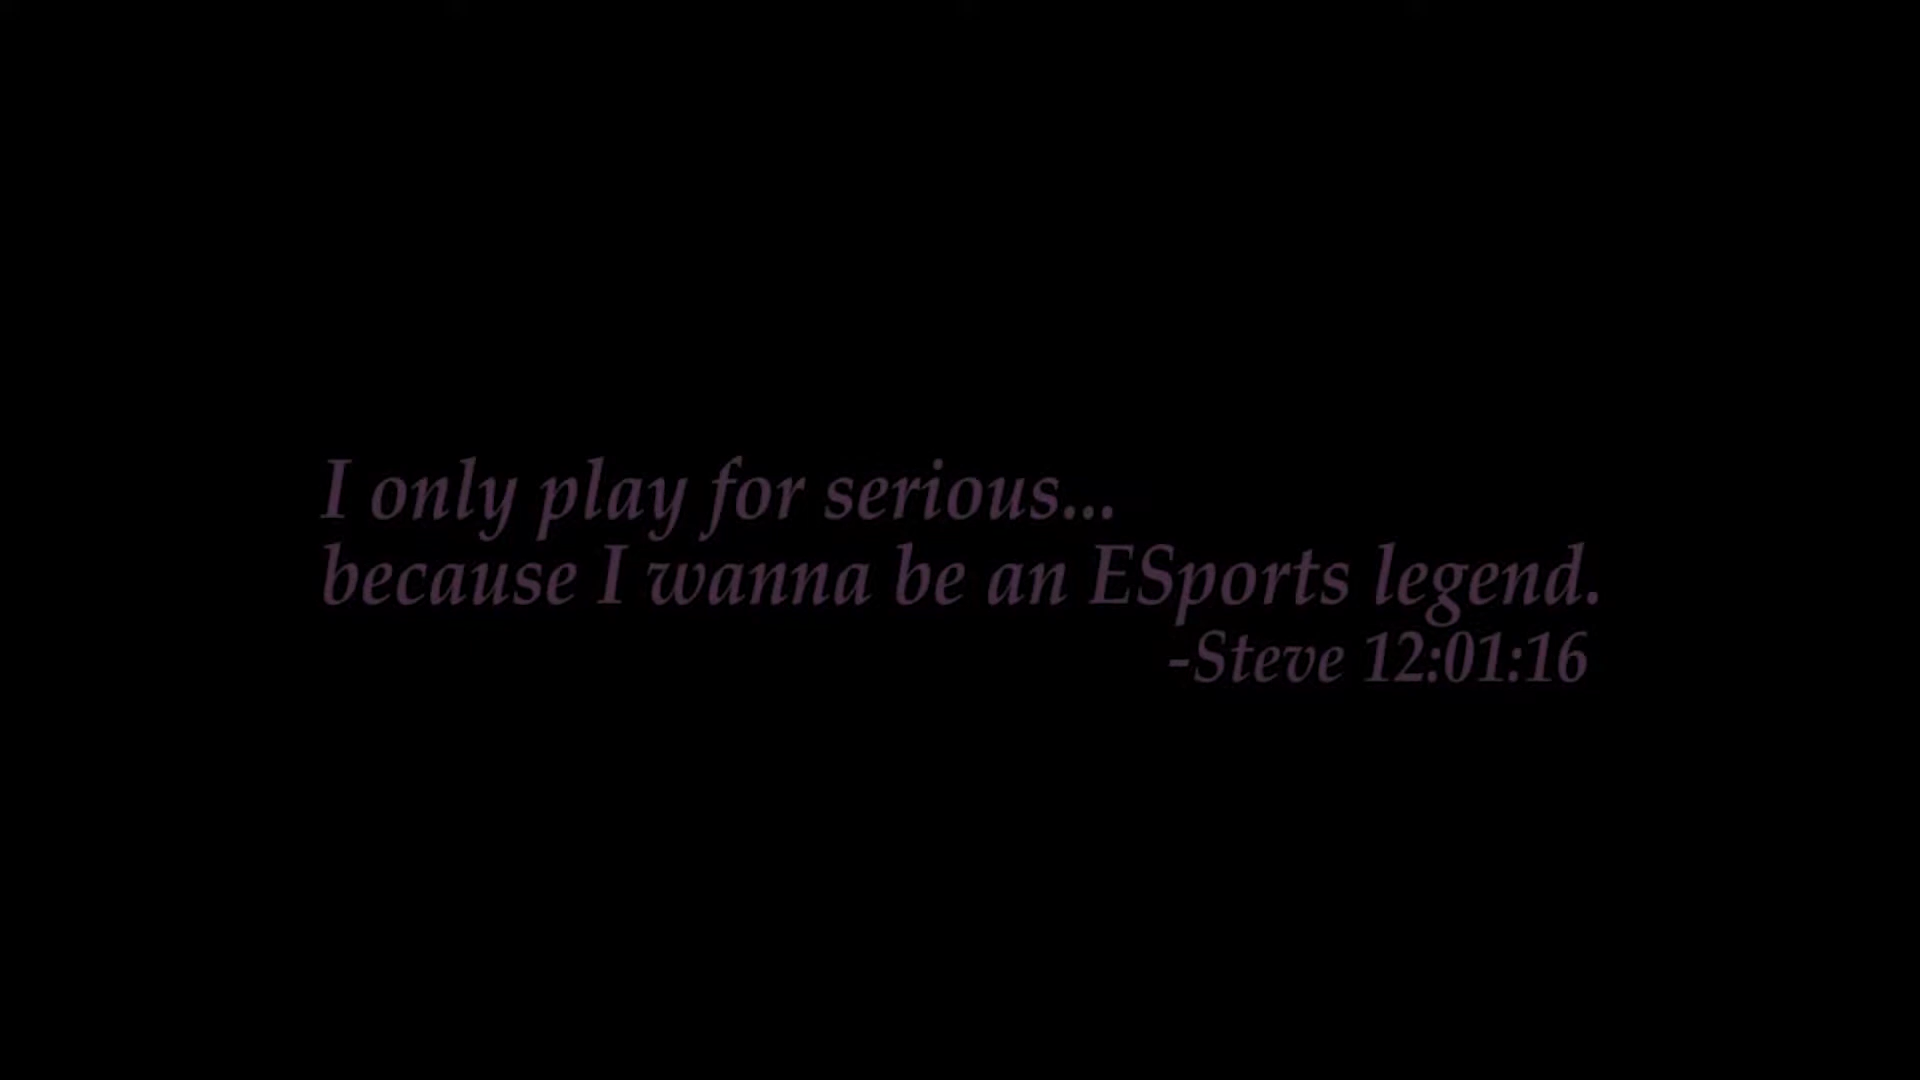 I only play for serious...
because I wanna be an ESports legend.
-Steve 12:01:16